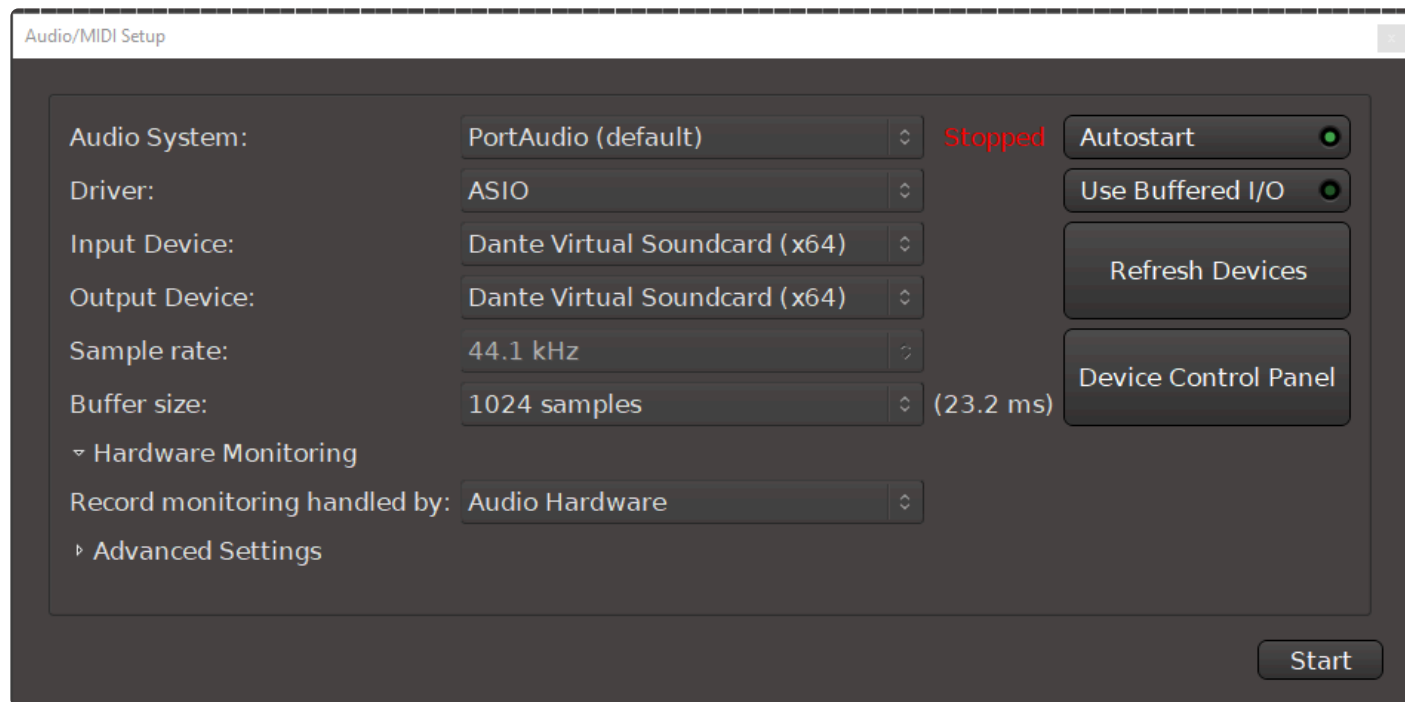 Audio/MIDI Setup
x
Audio System: PortAudio (default) Stopped Autostart
Driver: ASIO Use Buffered I/O
Input Device: Dante Virtual Soundcard (x64)
Refresh Devices
Output Device: Dante Virtual Soundcard (x64)
Sample rate: 44.1 kHz
Device Control Panel
Buffer size: 1024 samples (23.2 ms)
Hardware Monitoring
Record monitoring handled by: Audio Hardware
Advanced Settings
Start